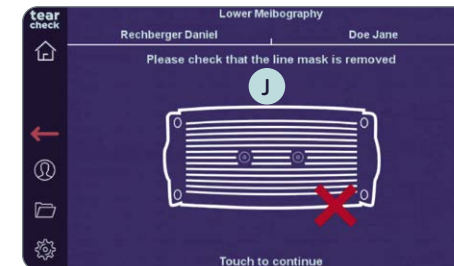 tear
check
Lower Meibography
Rechberger Daniel
Doe Jane
Please check that the line mask is removed
J
Touch to continue